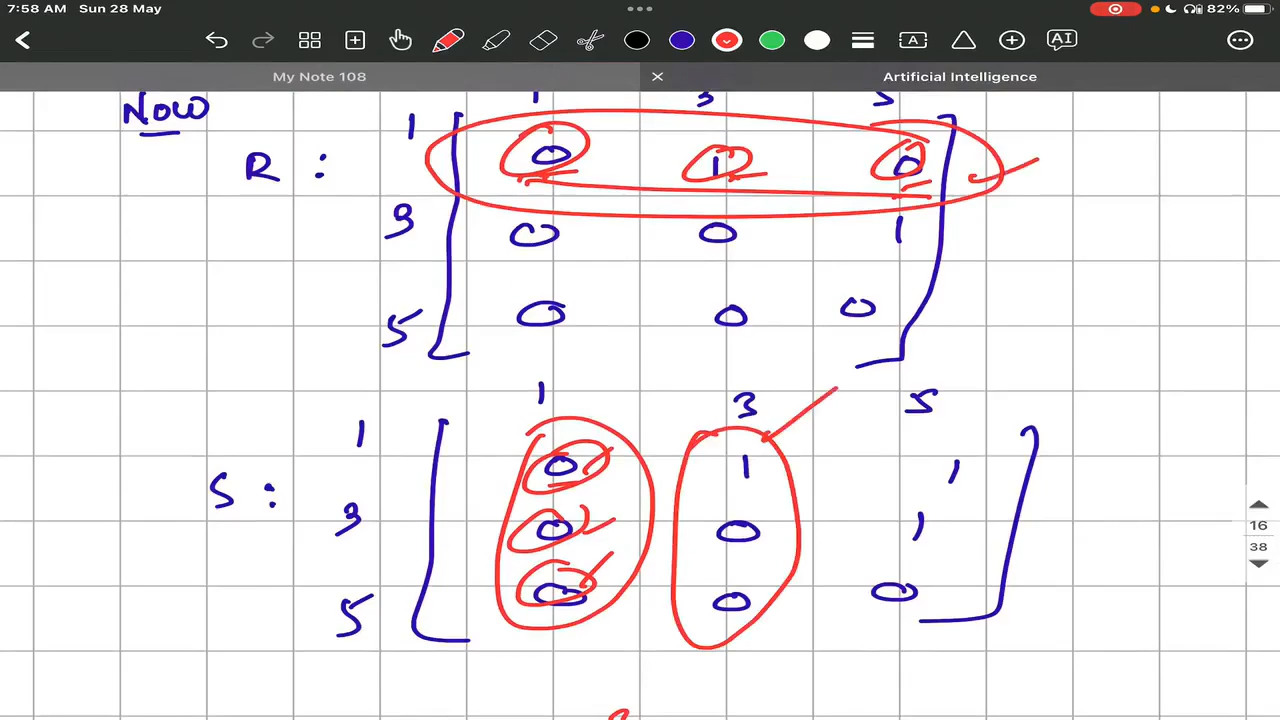 7:58 AM Sun 28 May 82%
AI
My Note 108 Artificial Intelligence
Now 1 3 5
R : 1 0 1 0
3 0 0 1
5 0 0 0
1 3 5
S : 1 0 1 1
3 0 0 1
5 0 0 0
16
38